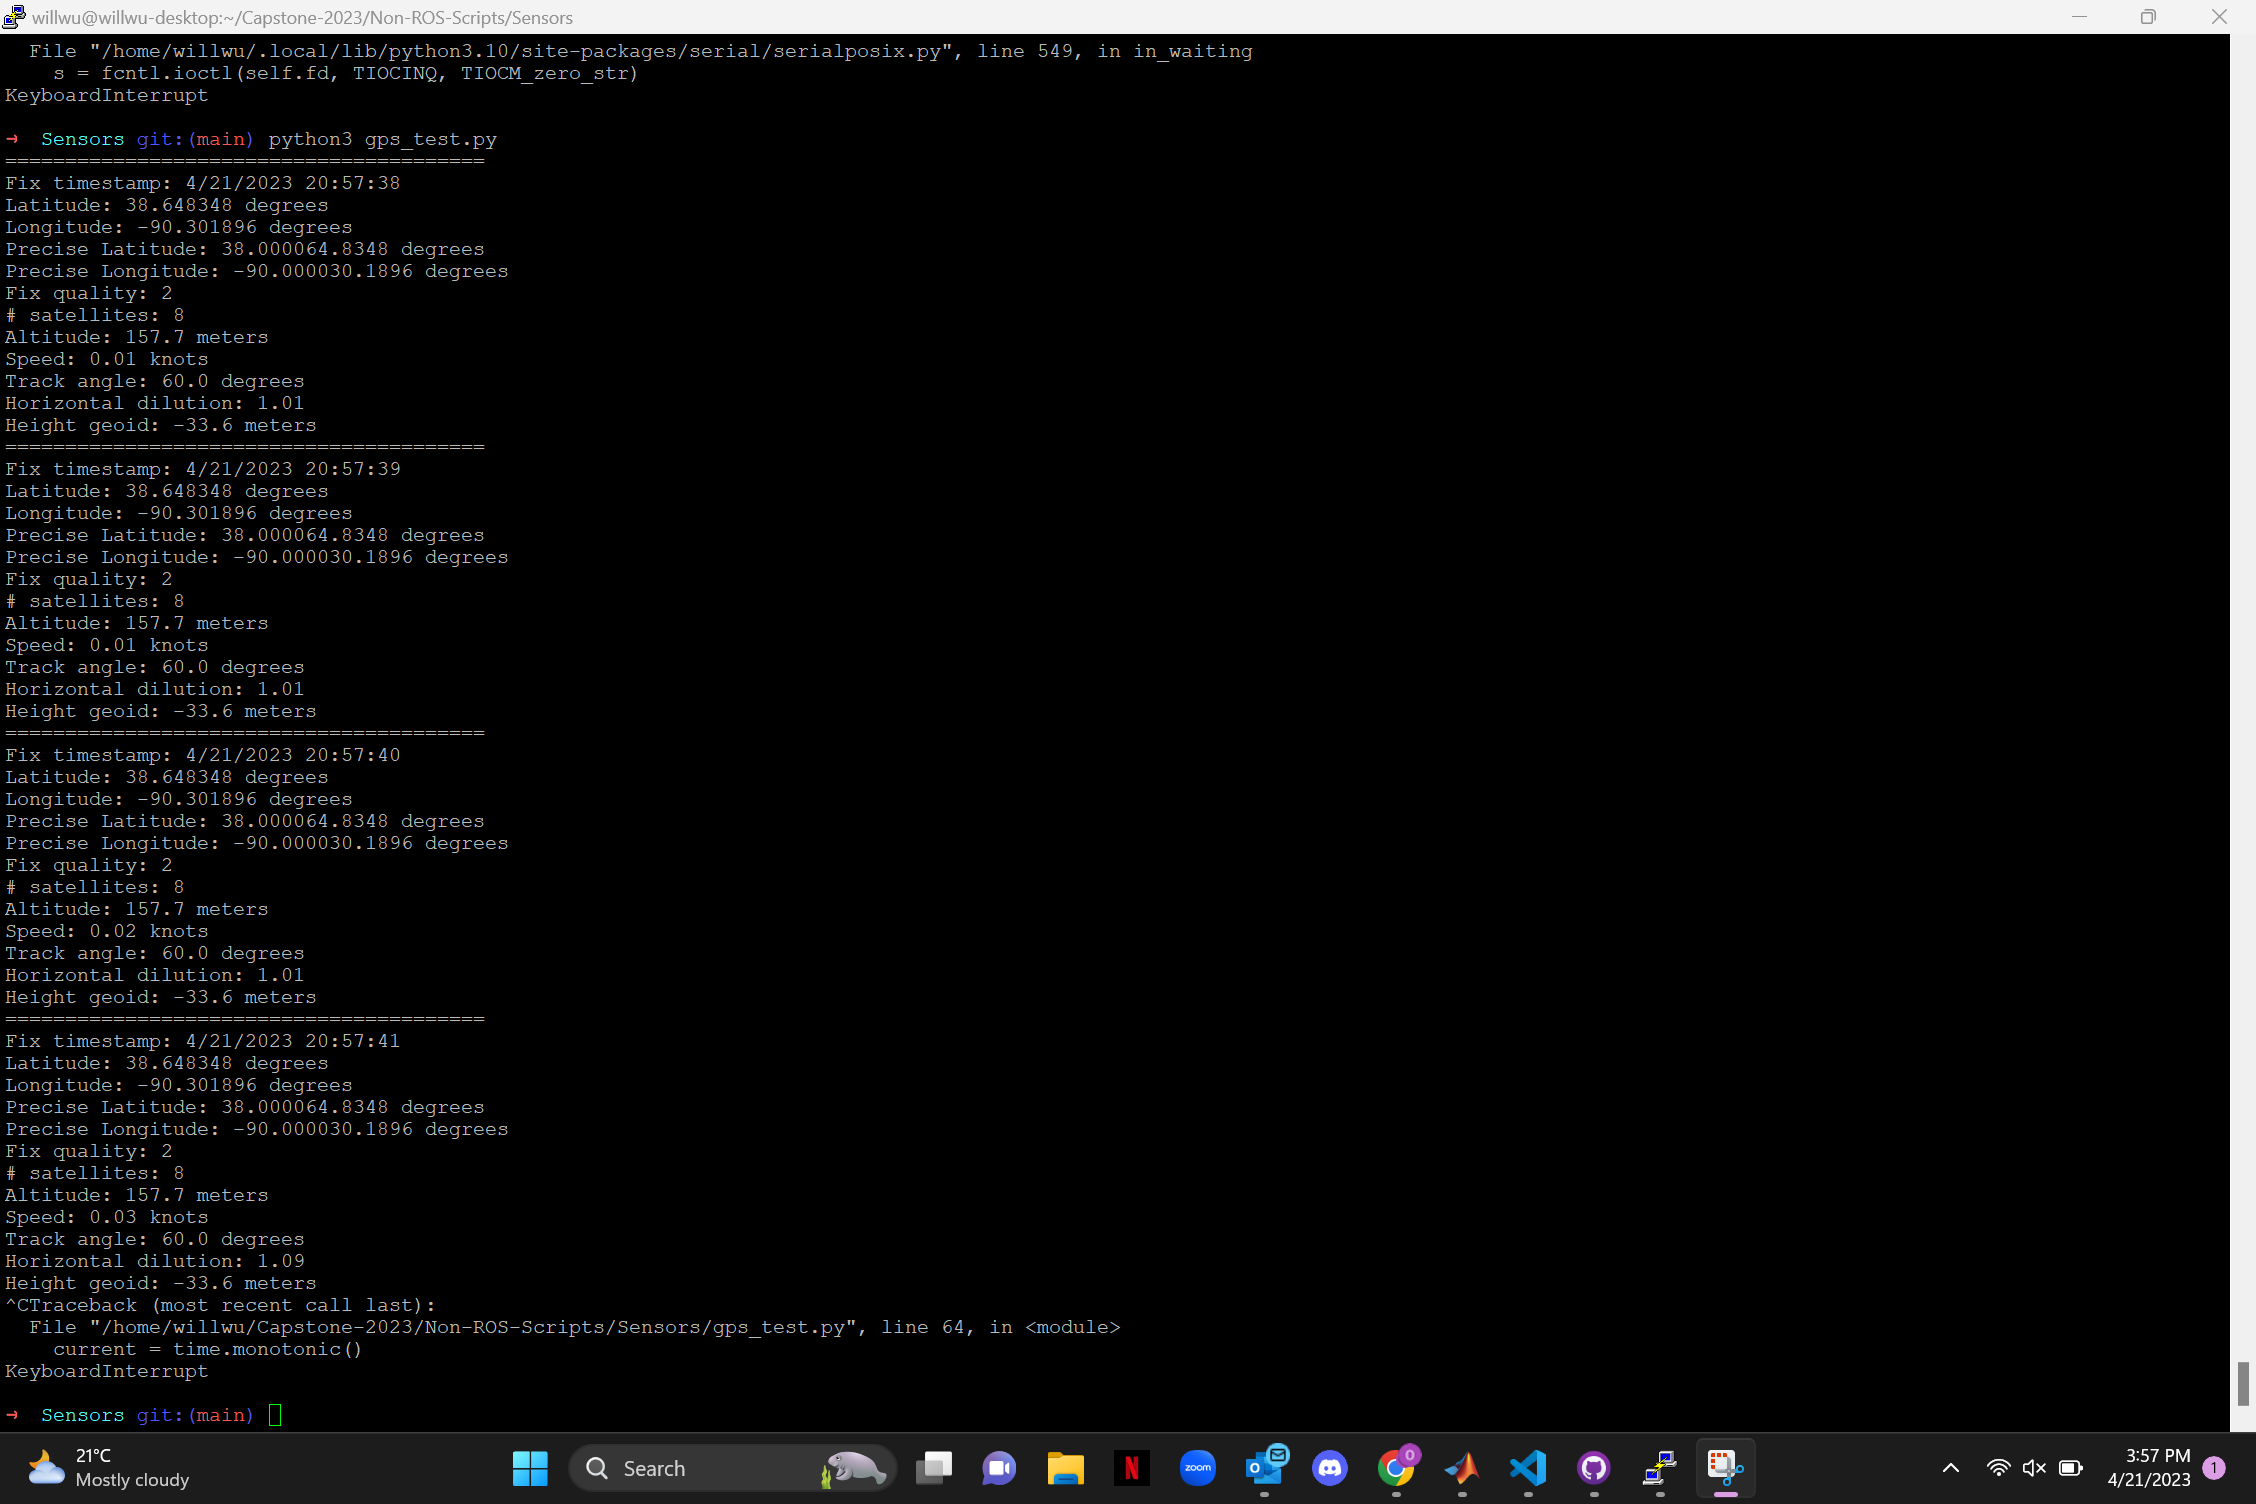 willwu@willwu-desktop:~/Capstone-2023/Non-ROS-Scripts/Sensors
  File "/home/willwu/.local/lib/python3.10/site-packages/serial/serialposix.py", line 549, in in_waiting
    s = fcntl.ioctl(self.fd, TIOCINQ, TIOCM_zero_str)
KeyboardInterrupt
→  Sensors git:(main) python3 gps_test.py
========================================
Fix timestamp: 4/21/2023 20:57:38
Latitude: 38.648348 degrees
Longitude: -90.301896 degrees
Precise Latitude: 38.000064.8348 degrees
Precise Longitude: -90.000030.1896 degrees
Fix quality: 2
# satellites: 8
Altitude: 157.7 meters
Speed: 0.01 knots
Track angle: 60.0 degrees
Horizontal dilution: 1.01
Height geoid: -33.6 meters
========================================
Fix timestamp: 4/21/2023 20:57:39
Latitude: 38.648348 degrees
Longitude: -90.301896 degrees
Precise Latitude: 38.000064.8348 degrees
Precise Longitude: -90.000030.1896 degrees
Fix quality: 2
# satellites: 8
Altitude: 157.7 meters
Speed: 0.01 knots
Track angle: 60.0 degrees
Horizontal dilution: 1.01
Height geoid: -33.6 meters
========================================
Fix timestamp: 4/21/2023 20:57:40
Latitude: 38.648348 degrees
Longitude: -90.301896 degrees
Precise Latitude: 38.000064.8348 degrees
Precise Longitude: -90.000030.1896 degrees
Fix quality: 2
# satellites: 8
Altitude: 157.7 meters
Speed: 0.02 knots
Track angle: 60.0 degrees
Horizontal dilution: 1.01
Height geoid: -33.6 meters
========================================
Fix timestamp: 4/21/2023 20:57:41
Latitude: 38.648348 degrees
Longitude: -90.301896 degrees
Precise Latitude: 38.000064.8348 degrees
Precise Longitude: -90.000030.1896 degrees
Fix quality: 2
# satellites: 8
Altitude: 157.7 meters
Speed: 0.03 knots
Track angle: 60.0 degrees
Horizontal dilution: 1.09
Height geoid: -33.6 meters
^CTraceback (most recent call last):
  File "/home/willwu/Capstone-2023/Non-ROS-Scripts/Sensors/gps_test.py", line 64, in <module>
    current = time.monotonic()
KeyboardInterrupt
→  Sensors git:(main)
21°C
Mostly cloudy
Search
N
zoom
O
0
3:57 PM
4/21/2023
1